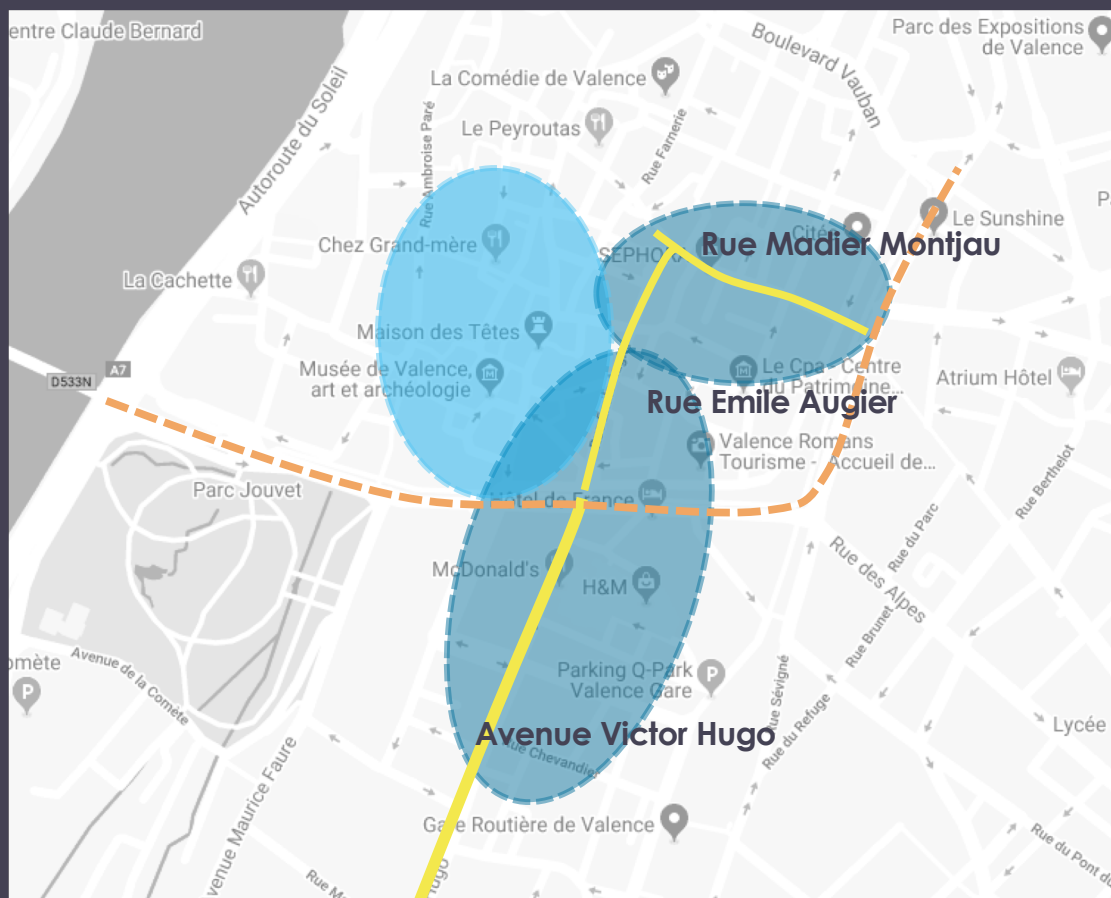 entre Claude Bernard
Parc des Expositions
de Valence
Boulevard Vauban
La Comédie de Valence
Autoroute du Soleil
Le Peyroutas
Rue Ambroise Paré
Rue Farnerie
Le Sunshine
Chez Grand-mère
Rue Madier Montjau
SEPHORA
La Cachette
Maison des Têtes
A7
D533N
Musée de Valence,
art et archéologie
Le Cpa - Centre
du Patrimoine...
Atrium Hôtel
Rue Emile Augier
Valence Romans
Tourisme - Accueil de...
Parc Jouvet
Hôtel de France
Rue Berthelot
Rue du Parc
McDonald's
H&M
Rue des Alpes
Rue Brunet
omète
Avenue de la Comète
Parking Q-Park
Valence Gare
Rue Sévigné
Rue du Refuge
Lycée
Avenue Victor Hugo
Rue Chevandier
venue Maurice Faure
Gare Routière de Valence
Rue du Pont du
Hugo